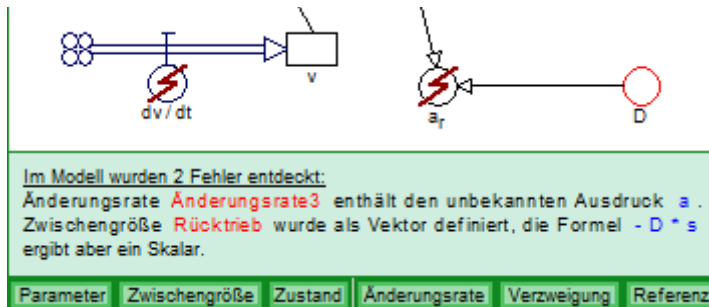 v
dv / dt
a_r
D
Im Modell wurden 2 Fehler entdeckt:
Änderungsrate Änderungsrate3 enthält den unbekannten Ausdruck a .
Zwischengröße Rücktrieb wurde als Vektor definiert, die Formel - D * s
ergibt aber ein Skalar.
Parameter Zwischengröße Zustand Änderungsrate Verzweigung Referenz